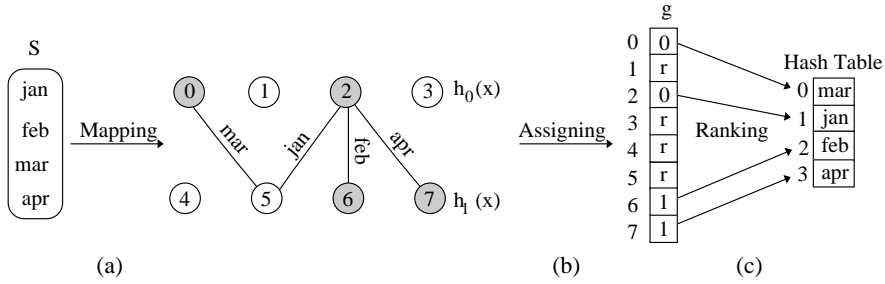 S
jan
feb
mar
apr
Mapping
0 1 2 3 h0(x)
mar jan feb apr
4 5 6 7 h1(x)
(a)
Assigning
(b)
g
0 0
1 r
2 0
3 r
4 r
5 r
6 1
7 1
Ranking
Hash Table
0 mar
1 jan
2 feb
3 apr
(c)